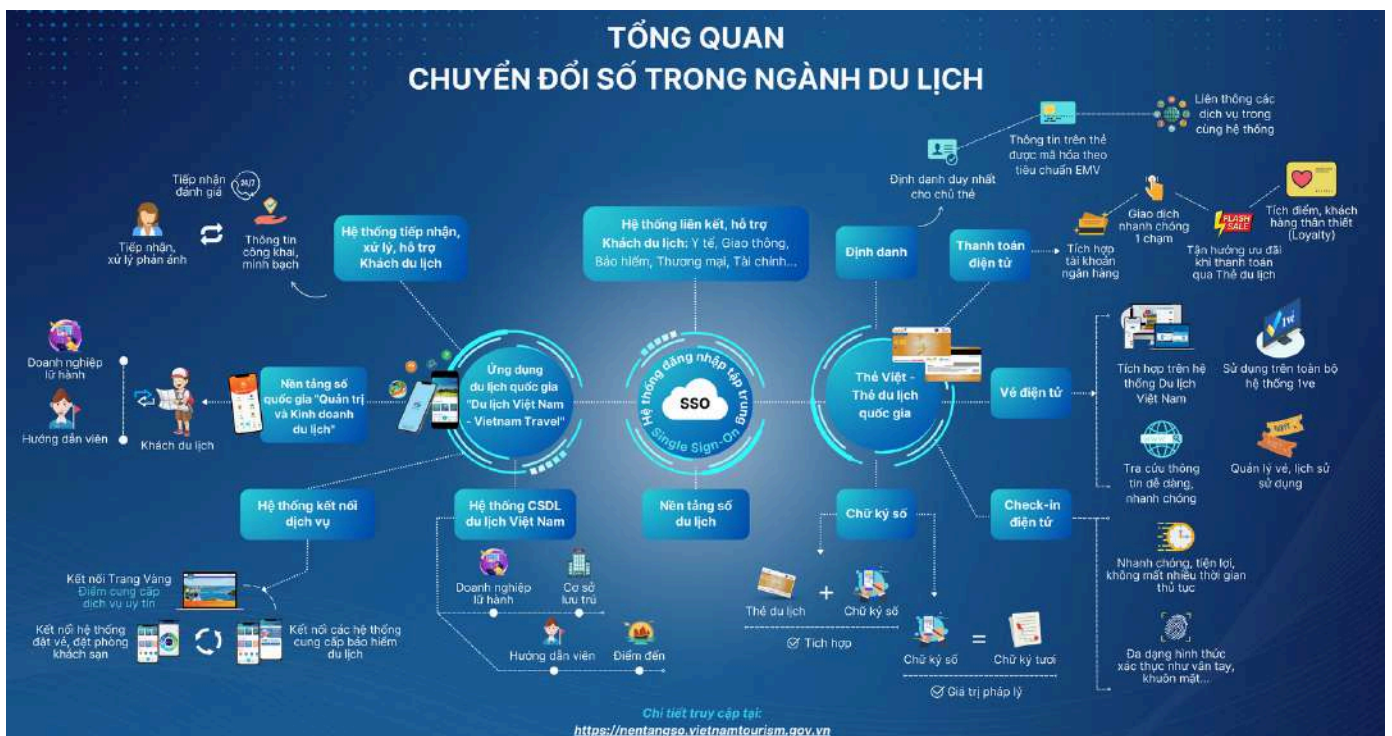 TỔNG QUAN
CHUYỂN ĐỔI SỐ TRONG NGÀNH DU LỊCH
Tiếp nhận
đánh giá
24/7
Tiếp nhận,
xử lý phản ánh
Thông tin
công khai,
minh bạch
Hệ thống tiếp nhận,
xử lý, hỗ trợ
Khách du lịch
Hệ thống liên kết, hỗ trợ
Khách du lịch: Y tế, Giao thông,
Bảo hiểm, Thương mại, Tài chính...
Định danh
Thanh toán
điện tử
Định danh duy nhất
cho chủ thẻ
Thông tin trên thẻ
được mã hóa theo
tiêu chuẩn EMV
Liên thông các
dịch vụ trong
cùng hệ thống
Tích hợp
tài khoản
ngân hàng
Giao dịch
nhanh chóng
1 chạm
FLASH
SALE
Tận hưởng ưu đãi
khi thanh toán
qua Thẻ du lịch
Tích điểm, khách
hàng thân thiết
(Loyalty)
Doanh nghiệp
lữ hành
Hướng dẫn viên
Khách du lịch
Nền tảng số
quốc gia "Quản trị
và Kinh doanh
du lịch"
Ứng dụng
du lịch quốc gia
"Du lịch Việt Nam
- Vietnam Travel"
Hệ thống đăng nhập tập trung
SSO
Single Sign-On
Thẻ Việt -
Thẻ du lịch
quốc gia
Vé điện tử
Tích hợp trên hệ
thống Du lịch
Việt Nam
Sử dụng trên toàn bộ
hệ thống 1ve
Tra cứu thông
tin dễ dàng,
nhanh chóng
Quản lý vé, lịch sử
sử dụng
Hệ thống kết nối
dịch vụ
Hệ thống CSDL
du lịch Việt Nam
Nền tảng số
du lịch
Chữ ký số
Check-in
điện tử
Kết nối Trang Vàng
Điểm cung cấp
dịch vụ uy tín
Kết nối hệ thống
đặt vé, đặt phòng
khách sạn
Kết nối các hệ thống
cung cấp bảo hiểm
du lịch
Doanh nghiệp
lữ hành
Cơ sở
lưu trú
Hướng dẫn viên
Điểm đến
Thẻ du lịch
+
Chữ ký số
Tích hợp
Chữ ký số
=
Chữ ký tươi
Giá trị pháp lý
Nhanh chóng, tiện lợi,
không mất nhiều thời gian
thủ tục
Đa dạng hình thức
xác thực như vân tay,
khuôn mặt...
Chi tiết truy cập tại:
https://nentangso.vietnamtourism.gov.vn